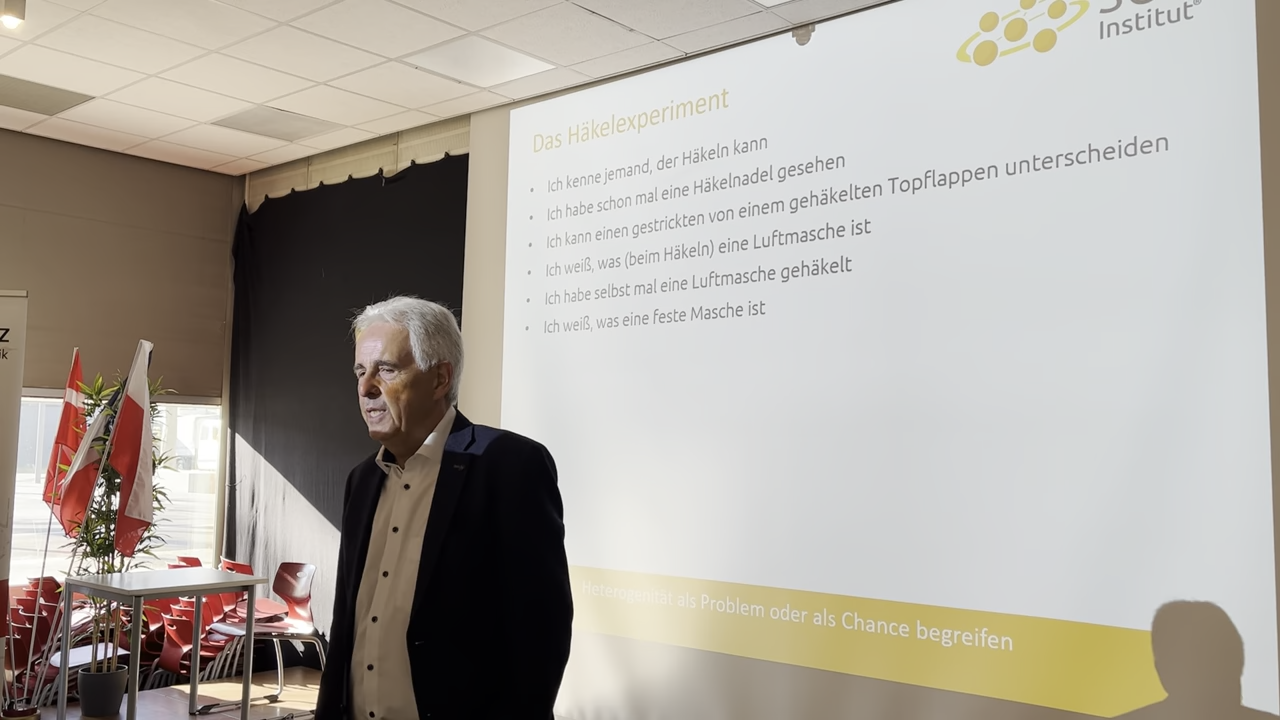 Institut®
Das Häkelexperiment
• Ich kenne jemand, der Häkeln kann
• Ich habe schon mal eine Häkelnadel gesehen
• Ich kann einen gestrickten von einem gehäkelten Topflappen unterscheiden
• Ich weiß, was (beim Häkeln) eine Luftmasche ist
• Ich habe selbst mal eine Luftmasche gehäkelt
• Ich weiß, was eine feste Masche ist
Heterogenität als Problem oder als Chance begreifen